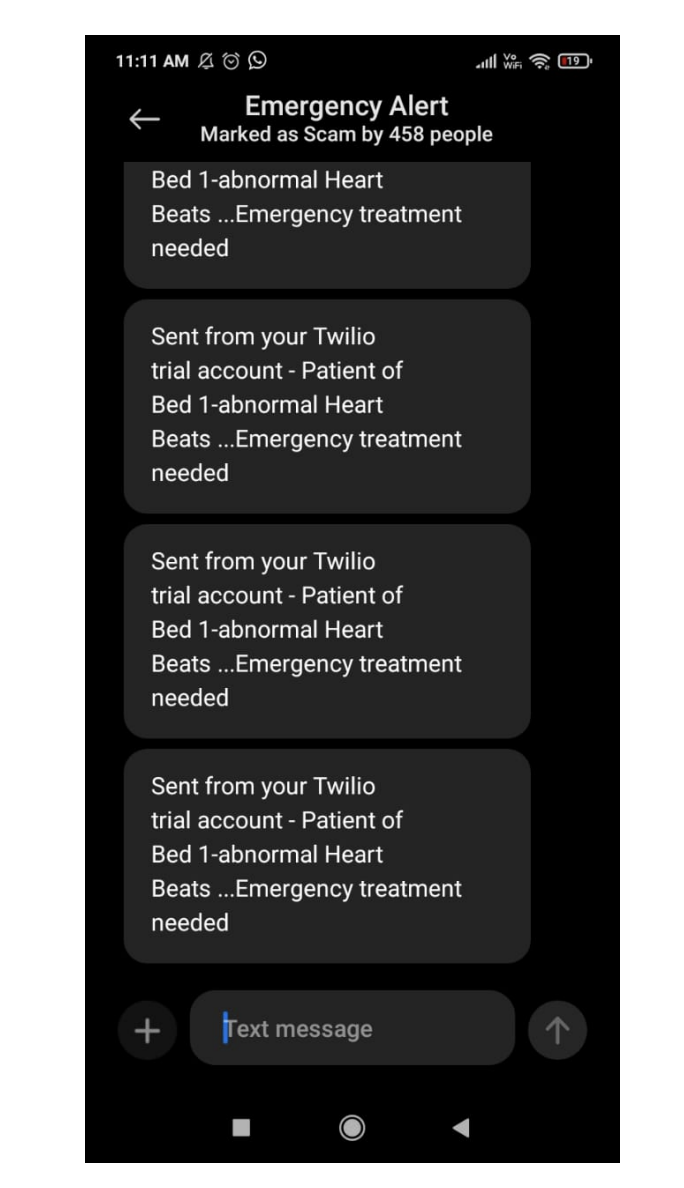 11:11 AM
Vo
WiFi
19
Emergency Alert
Marked as Scam by 458 people
Bed 1-abnormal Heart
Beats ...Emergency treatment
needed
Sent from your Twilio
trial account - Patient of
Bed 1-abnormal Heart
Beats ...Emergency treatment
needed
Sent from your Twilio
trial account - Patient of
Bed 1-abnormal Heart
Beats ...Emergency treatment
needed
Sent from your Twilio
trial account - Patient of
Bed 1-abnormal Heart
Beats ...Emergency treatment
needed
Text message